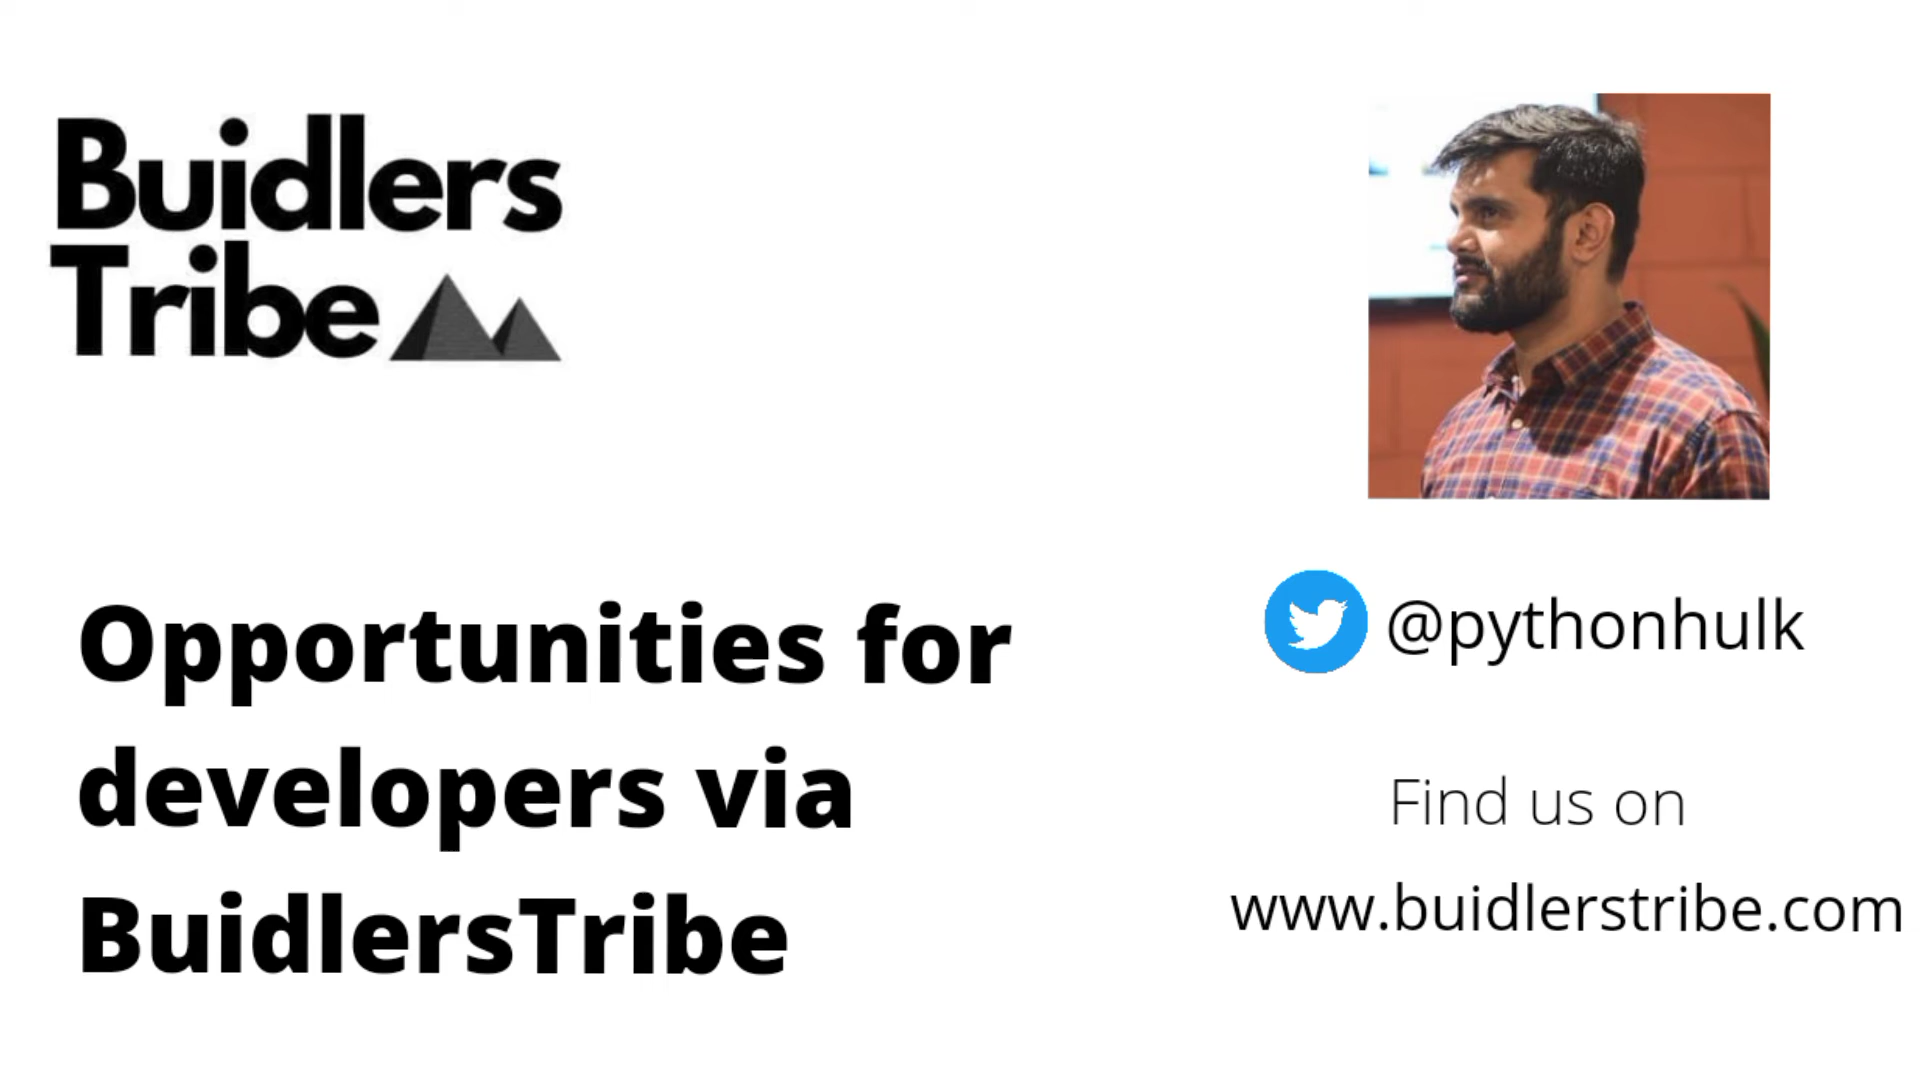 Buidlers
Tribe
Opportunities for
developers via
BuidlersTribe
@pythonhulk
Find us on
www.buidlerstribe.com